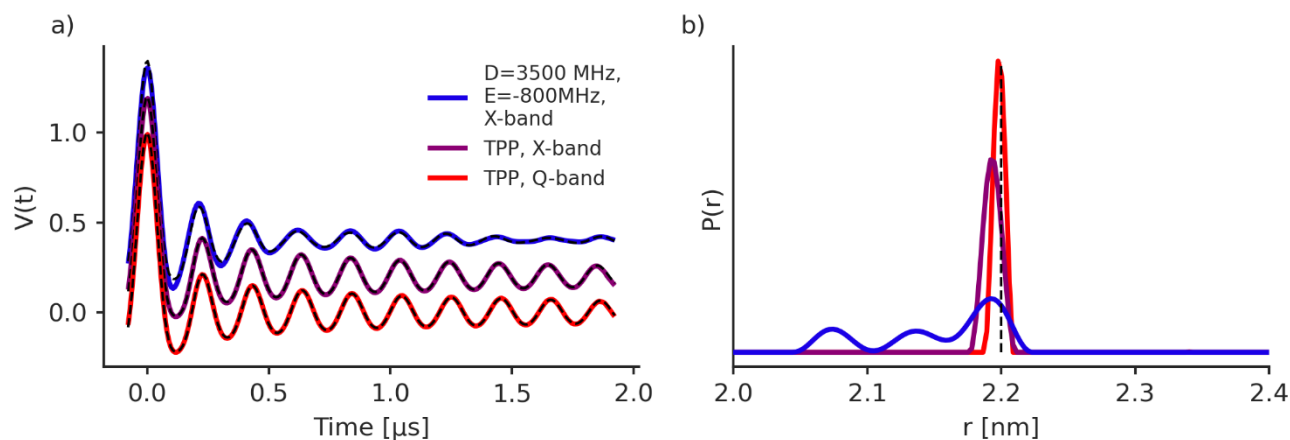 a)
V(t)
1.0
0.5
0.0
D=3500 MHz,
E=-800MHz,
X-band
TPP, X-band
TPP, Q-band
0.0 0.5 1.0 1.5 2.0
Time [µs]
b)
P(r)
2.0 2.1 2.2 2.3 2.4
r [nm]